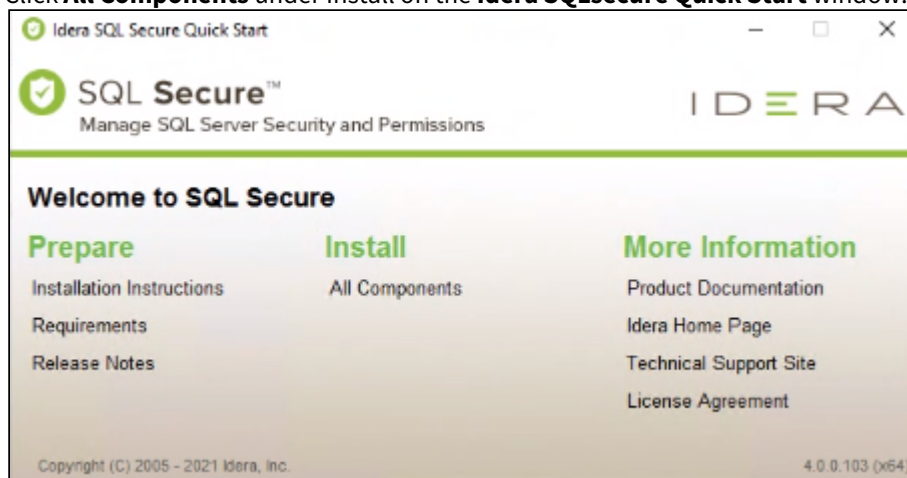 Click All Components under Install on the Idera SQLsecure Quick Start window.
Idera SQL Secure Quick Start
SQL Secure™
Manage SQL Server Security and Permissions
IDERA
Welcome to SQL Secure
Prepare
Installation Instructions
Requirements
Release Notes
Install
All Components
More Information
Product Documentation
Idera Home Page
Technical Support Site
License Agreement
Copyright (C) 2005 - 2021 Idera, Inc.
4.0.0.103 (x64)